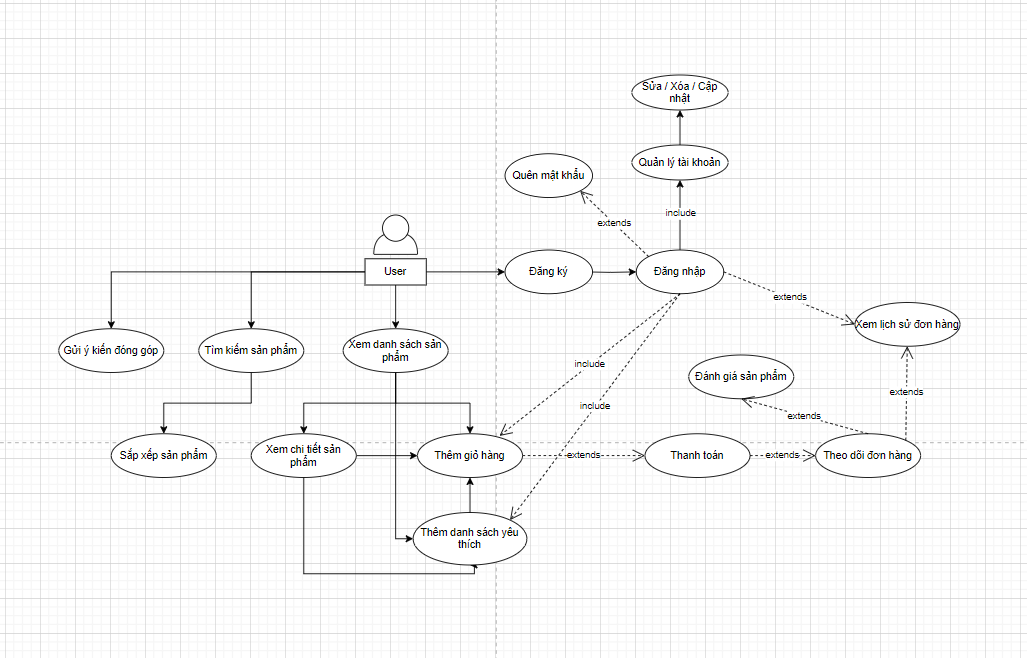 Sửa / Xóa / Cập
nhật
Quên mật khẩu
Quản lý tài khoản
extends
include
User
Đăng ký
Đăng nhập
extends
Gửi ý kiến đóng góp
Tìm kiếm sản phẩm
Xem danh sách sản
phẩm
Xem lịch sử đơn hàng
include
Đánh giá sản phẩm
extends
include
extends
Sắp xếp sản phẩm
Xem chi tiết sản
phẩm
Thêm giỏ hàng
extends
Thanh toán
extends
Theo dõi đơn hàng
Thêm danh sách yêu
thích